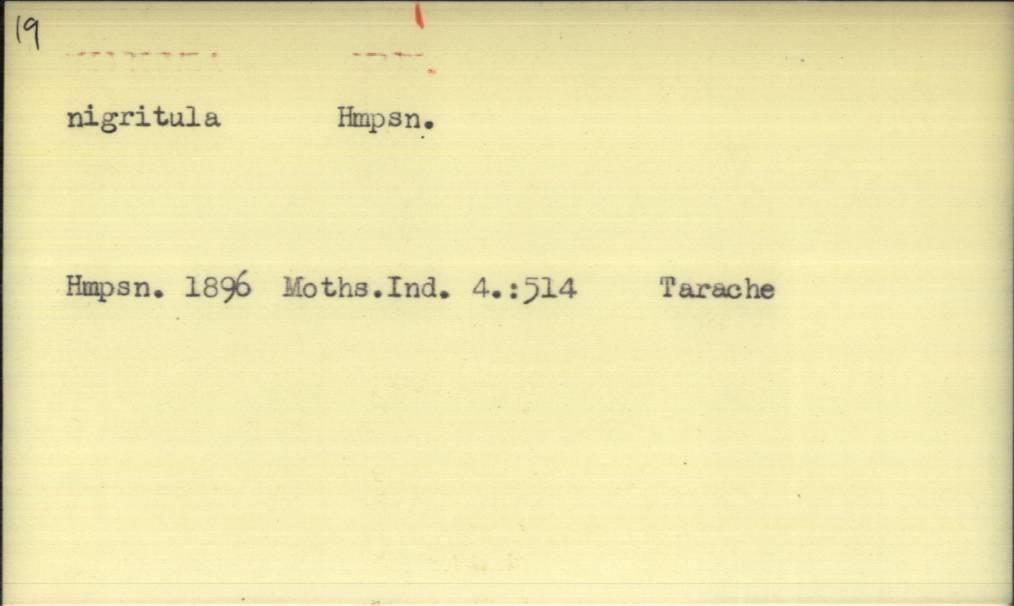 19
nigritula Hmpsn.
Hmpsn. 1896 Moths.Ind. 4.:514 Tarache